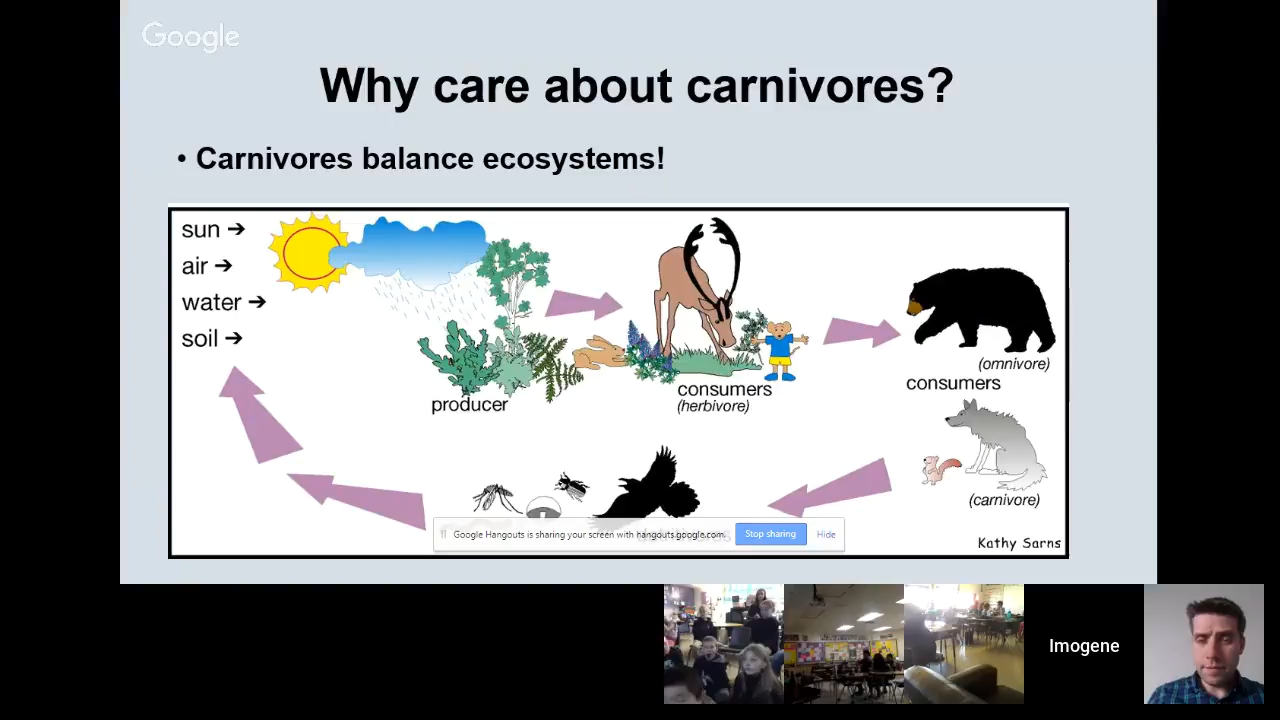 Google
Why care about carnivores?
• Carnivores balance ecosystems!
sun →
air →
water →
soil →
producer
consumers
(herbivore)
(omnivore)
consumers
(carnivore)
Google Hangouts is sharing your screen with hangouts.google.com.
Stop sharing
Hide
Kathy Sarns
Imogene